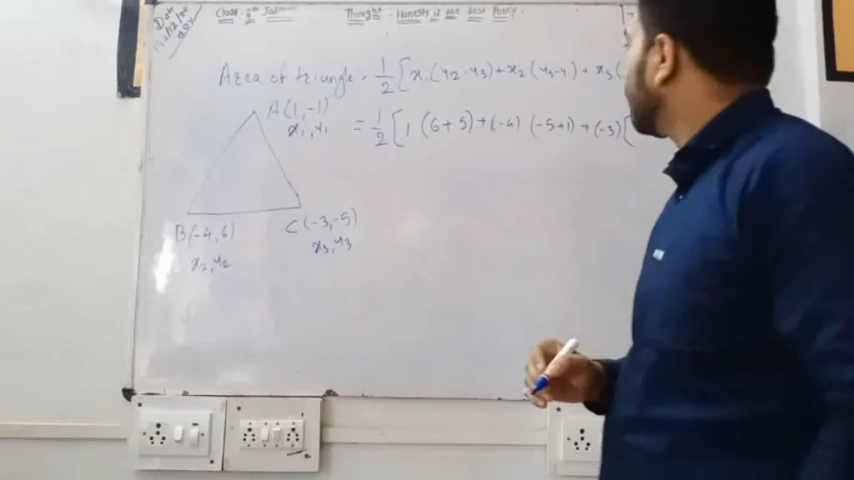 Thought - Honesty is the best Policy.
Area of triangle = 1/2 [x1 (y2-y3) + x2 (y3-y1) + x3 (
A(1,-1)
x1, y1
= 1/2 [1 (6+5) + (-4) (-5+1) + (-3) [
B(-4,6)
x2, y2
C(-3,-5)
x3, y3